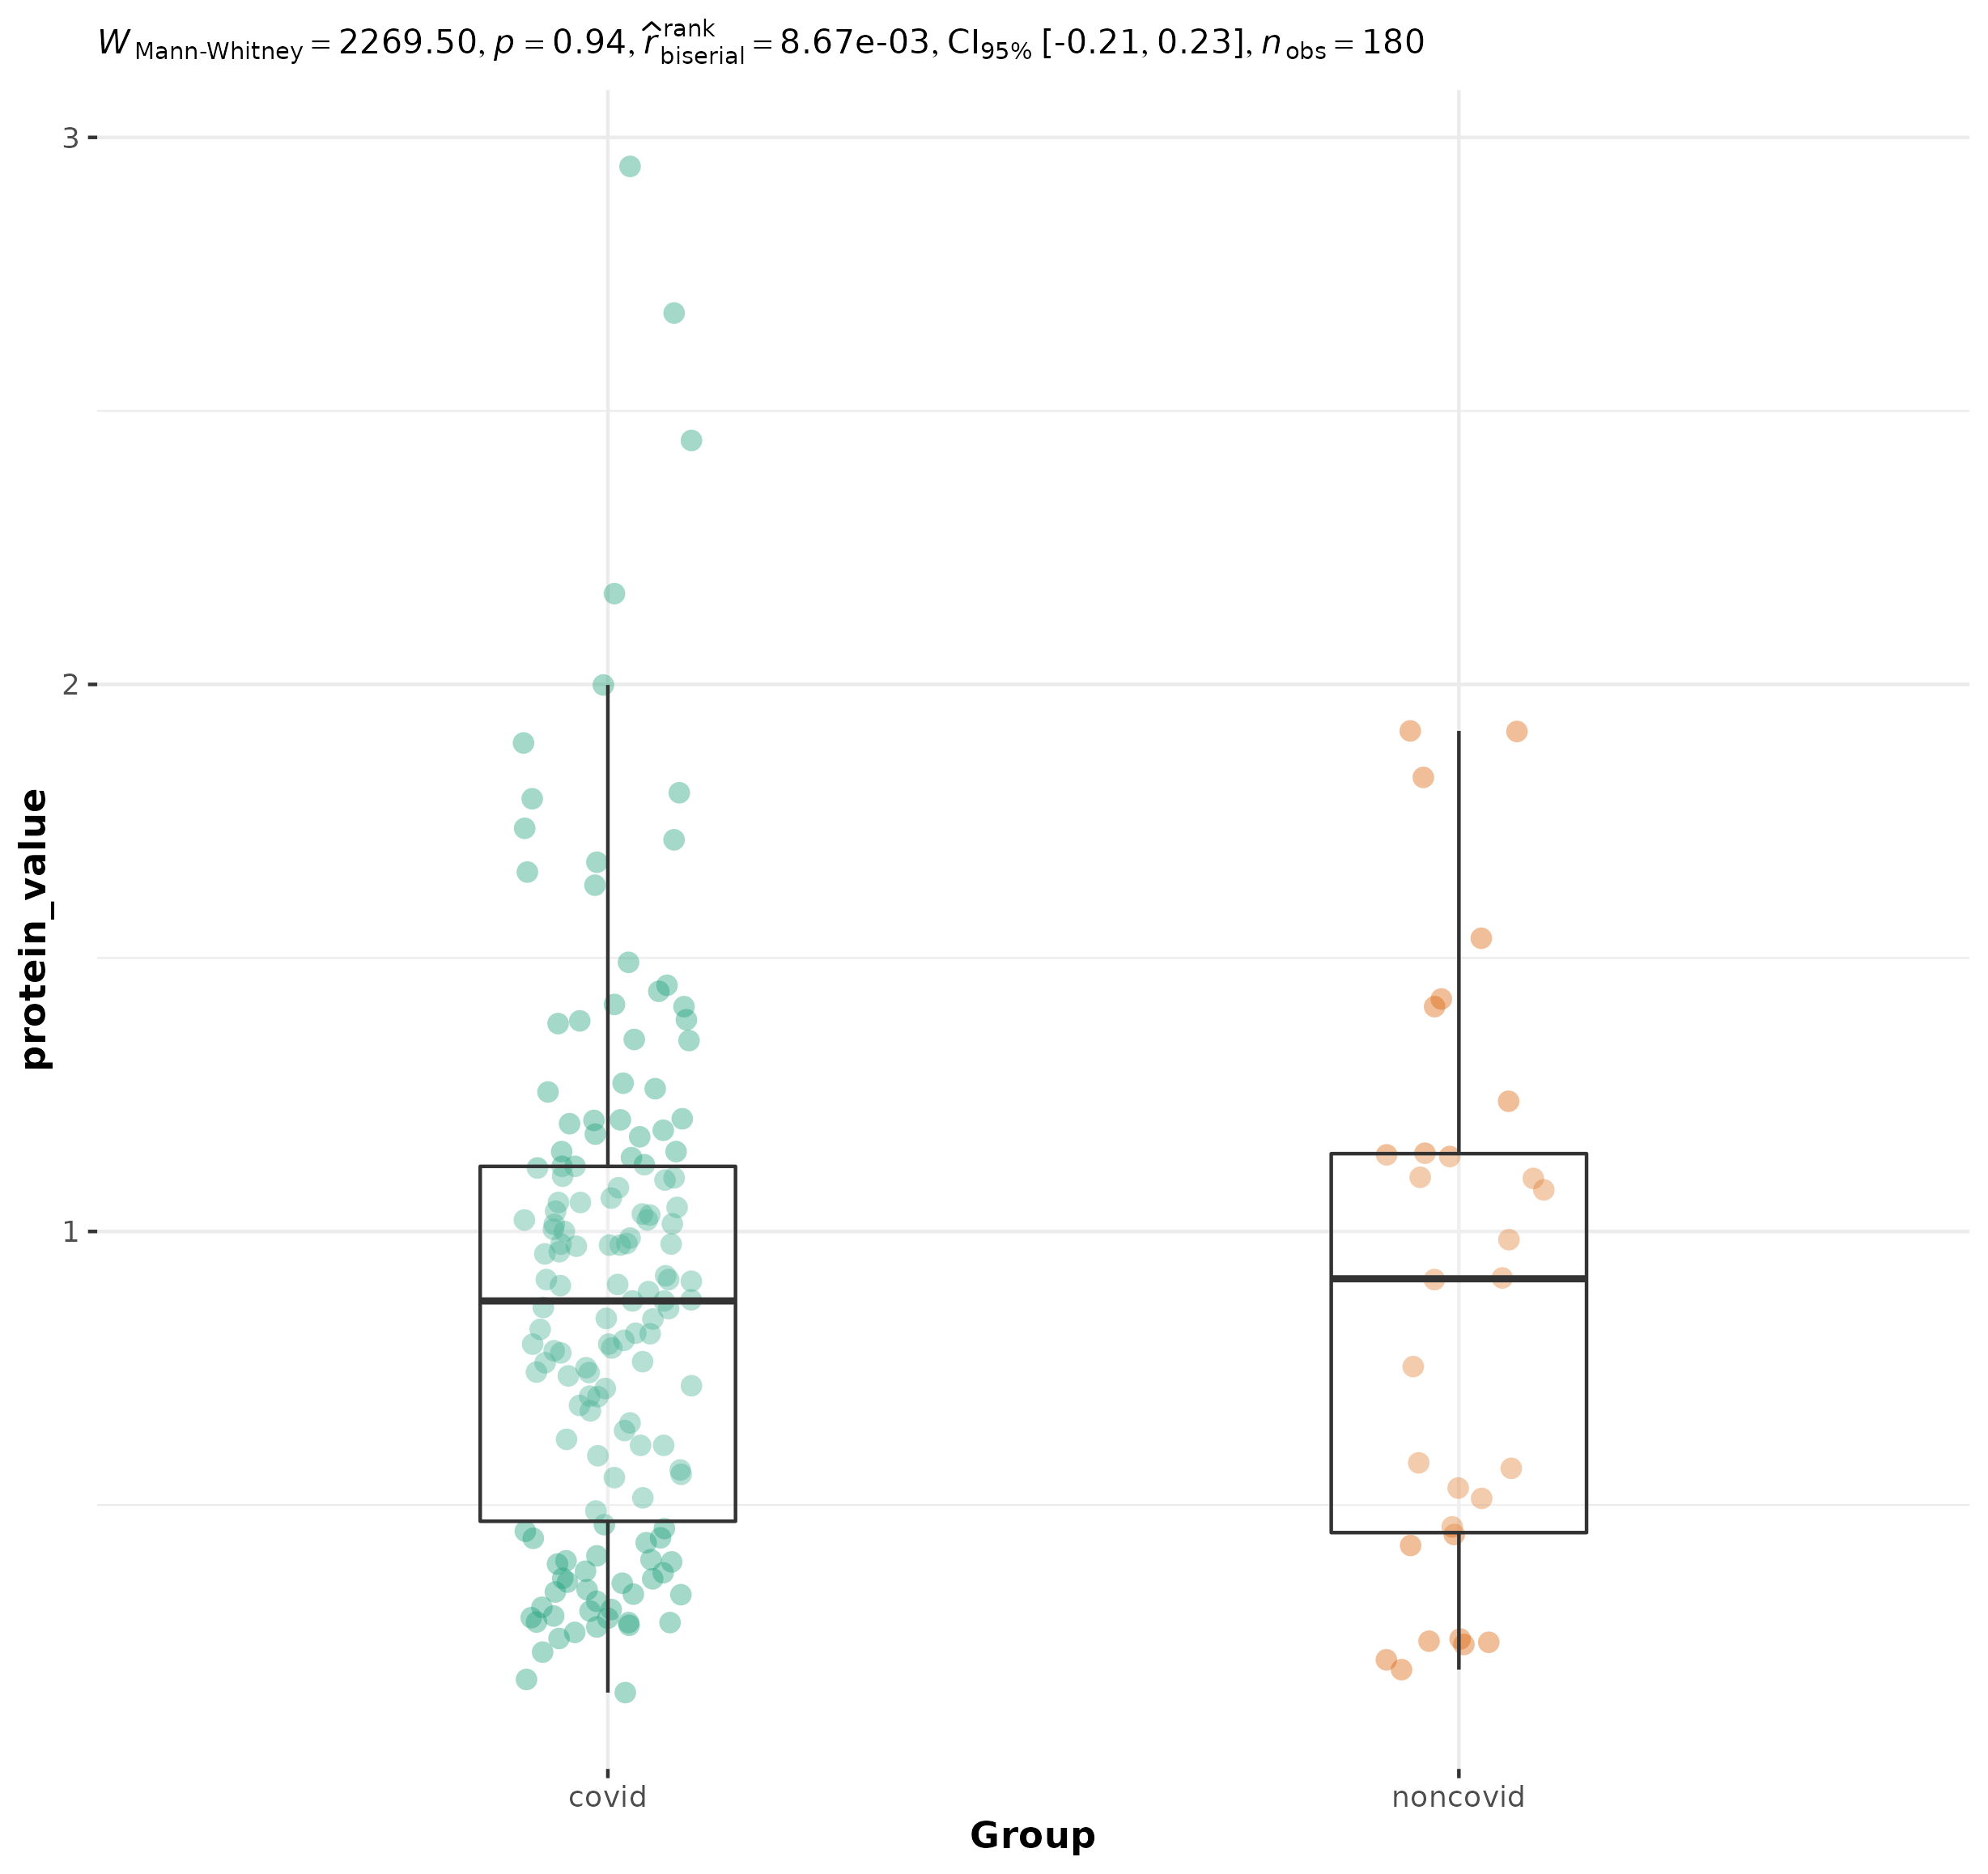 W Mann-Whitney = 2269.50, p = 0.94, r̂ rank biserial = 8.67e-03, CI95% [-0.21, 0.23], n obs = 180
3
2
1
protein_value
covid noncovid
Group